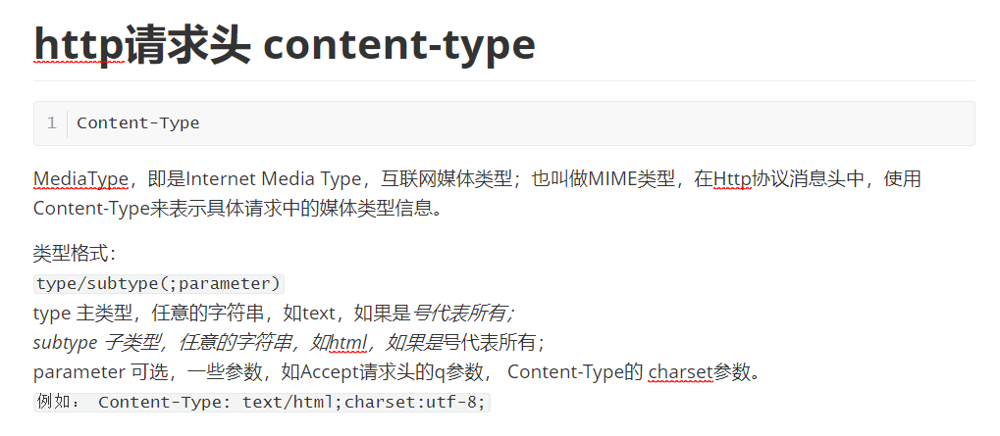 http请求头 content-type
1 Content-Type
MediaType，即是Internet Media Type，互联网媒体类型；也叫做MIME类型，在Http协议消息头中，使用
Content-Type来表示具体请求中的媒体类型信息。
类型格式：
type/subtype(;parameter)
type 主类型，任意的字符串，如text，如果是号代表所有；
subtype 子类型，任意的字符串，如html，如果是号代表所有；
parameter 可选，一些参数，如Accept请求头的q参数， Content-Type的 charset参数。
例如： Content-Type: text/html;charset:utf-8;